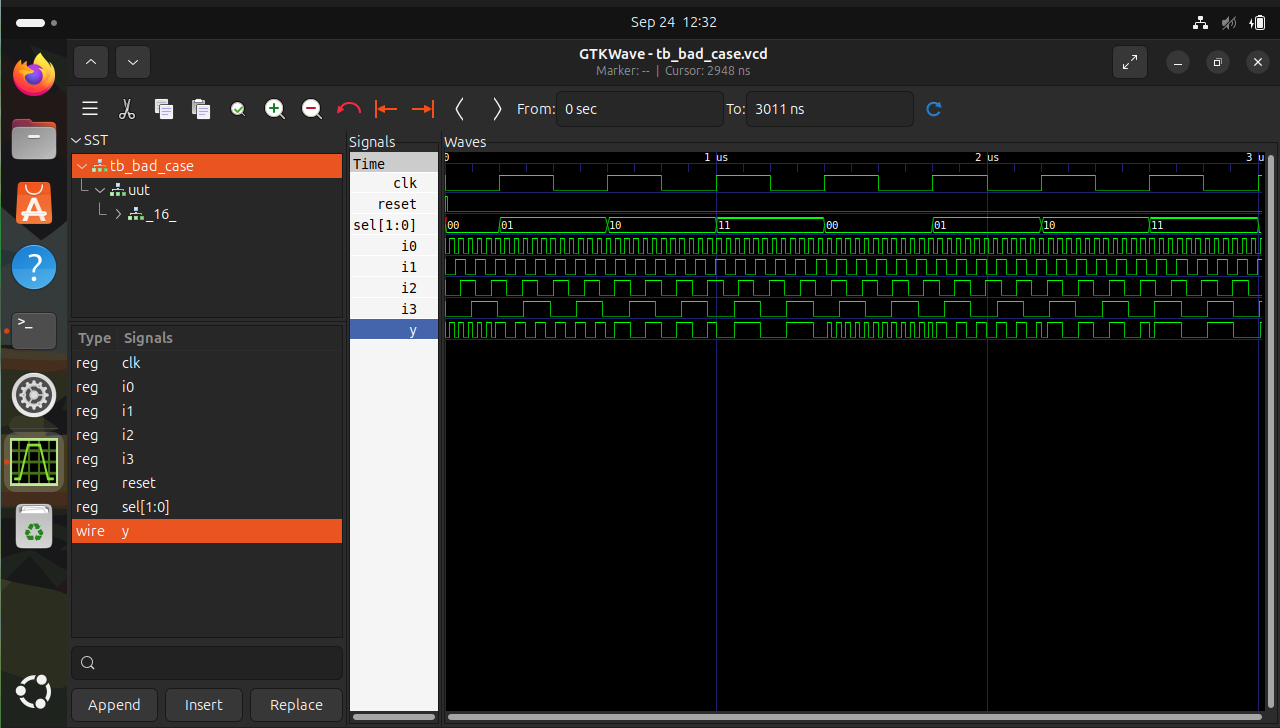 Sep 24 12:32
GTKWave - tb_bad_case.vcd
Marker: -- | Cursor: 2948 ns
From: 0 sec To: 3011 ns
SST
tb_bad_case
uut
_16_
Type Signals
reg clk
reg i0
reg i1
reg i2
reg i3
reg reset
reg sel[1:0]
wire y
Append Insert Replace
Signals
Time
clk
reset
sel[1:0]
i0
i1
i2
i3
y
Waves
0 1 us 2 us 3 u
00 01 10 11 00 01 10 11